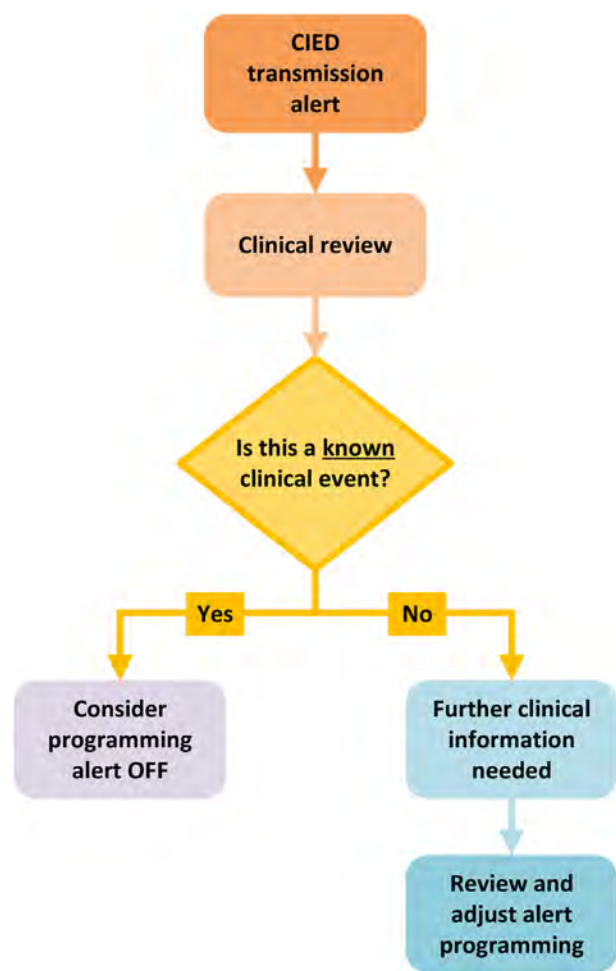 CIED
transmission
alert
Clinical review
Is this a known
clinical event?
Yes
No
Consider
programming
alert OFF
Further clinical
information
needed
Review and
adjust alert
programming